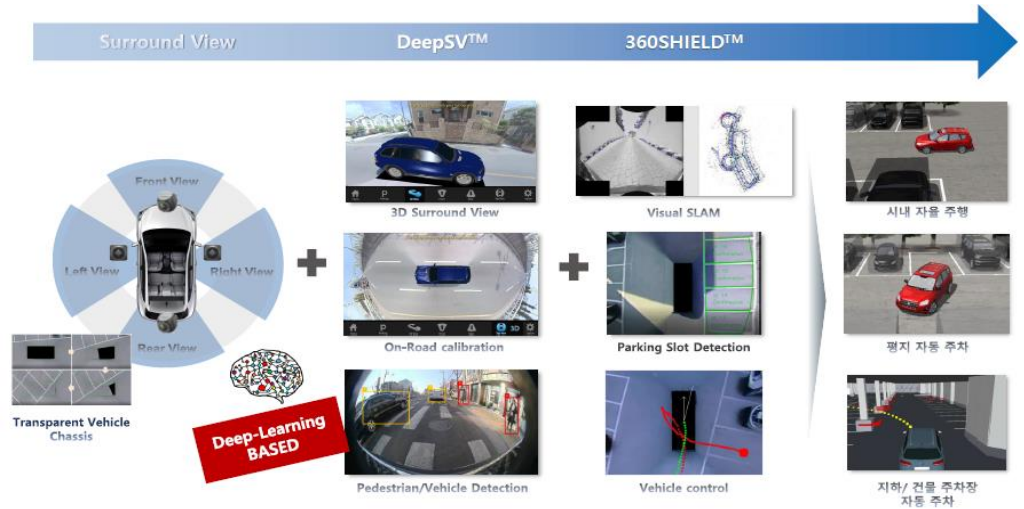 Surround View
DeepSV™
360SHIELD™
Front View
Left View
Right View
Rear View
Transparent Vehicle
Chassis
Deep-Learning
BASED
3D Surround View
On-Road calibration
3D
Pedestrian/Vehicle Detection
Visual SLAM
Parking Slot Detection
Vehicle control
시내 자율 주행
평지 자동 주차
지하/ 건물 주차장
자동 주차